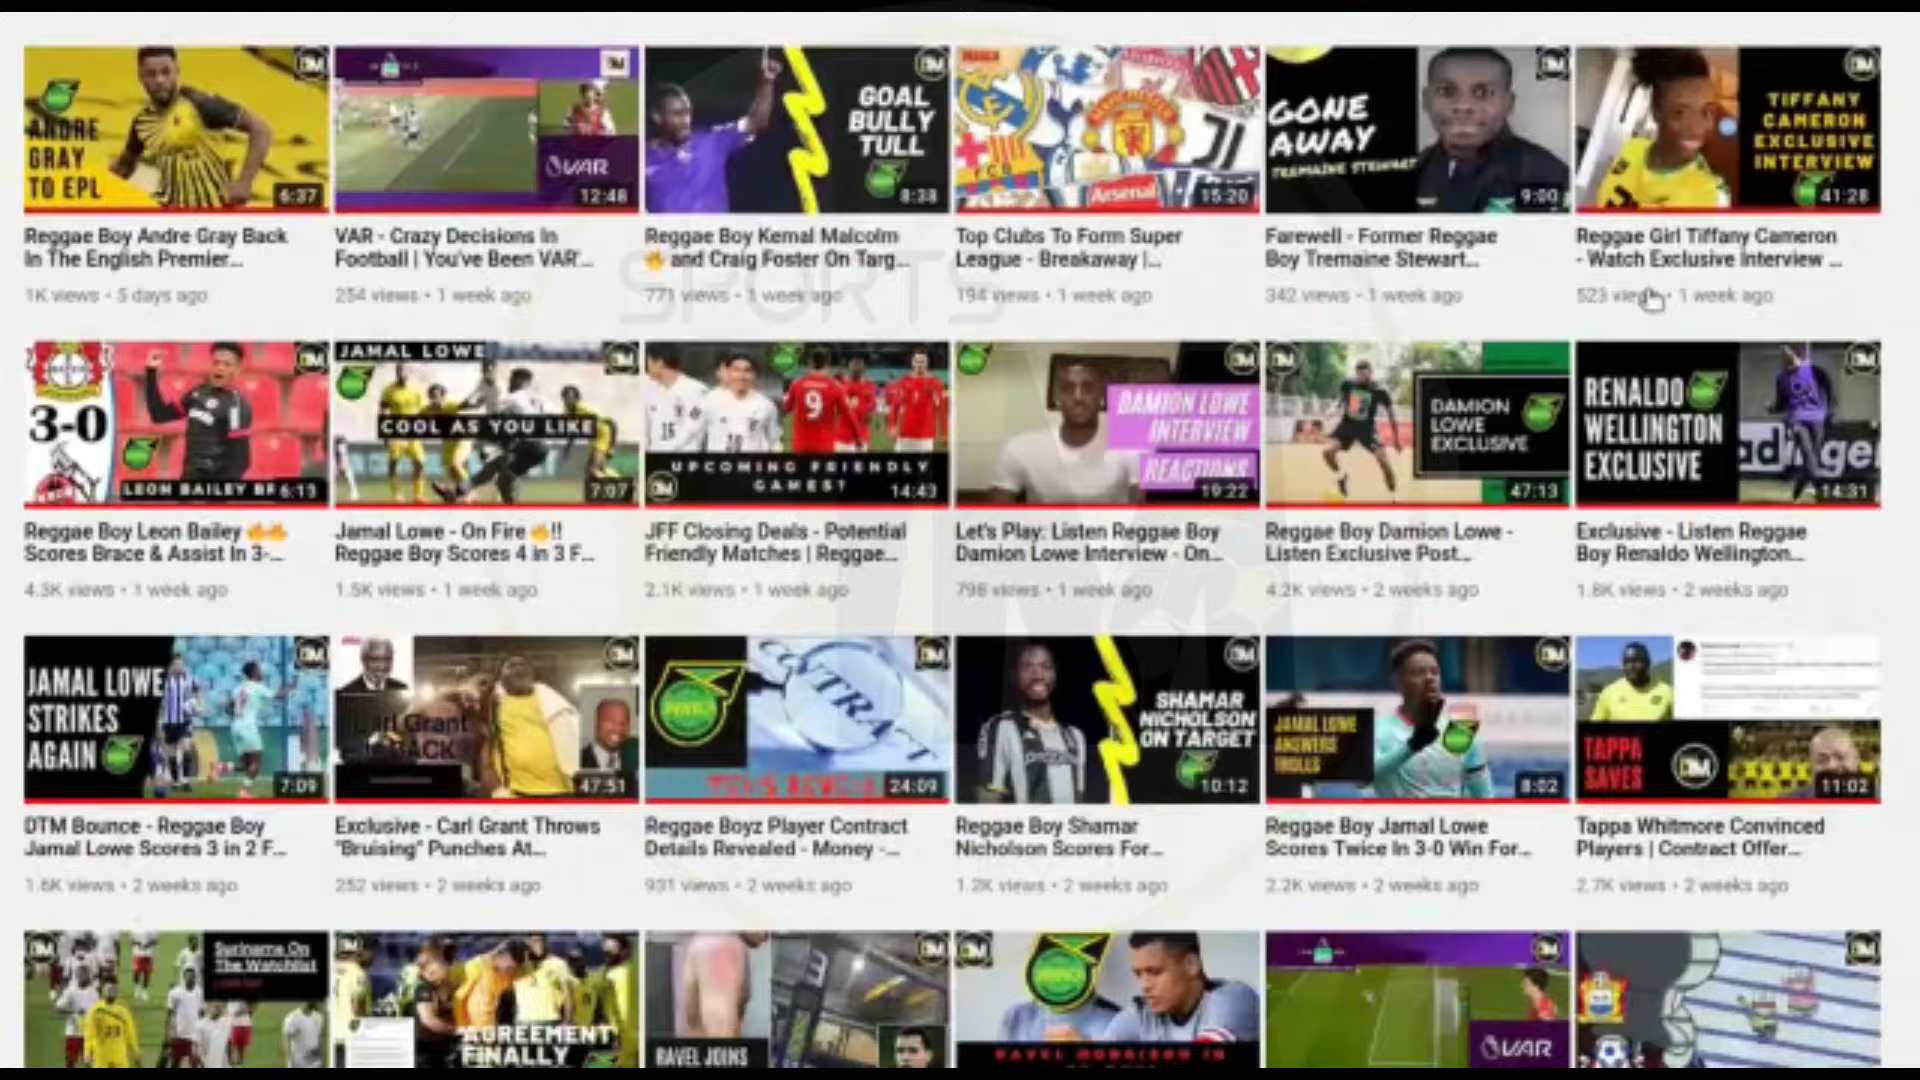 ANDRE
GRAY
TO EPL
6:37
VAR
12:48
GOAL
BULLY
TULL
8:38
Arsenal
15:20
GONE
AWAY
TREMAINE STEWART
9:00
TIFFANY
CAMERON
EXCLUSIVE
INTERVIEW
41:28
Reggae Boy Andre Gray Back
In The English Premier...
VAR - Crazy Decisions In
Football | You've Been VAR'...
Reggae Boy Kemal Malcolm
🔥 and Craig Foster On Targ...
Top Clubs To Form Super
League - Breakaway |...
Farewell - Former Reggae
Boy Tremaine Stewart...
Reggae Girl Tiffany Cameron
- Watch Exclusive Interview ...
SPORTS
1K views • 5 days ago
254 views • 1 week ago
771 views • 1 week ago
194 views • 1 week ago
342 views • 1 week ago
523 • 1 week ago
3-0
LEON BAILEY
6:13
JAMAL LOWE
COOL AS YOU LIKE
7:07
9
UPCOMING FRIENDLY
GAMES?
14:43
DAMION LOWE
INTERVIEW
REACTIONS
19:22
DAMION
LOWE
EXCLUSIVE
47:13
RENALDO
WELLINGTON
EXCLUSIVE
14:31
Reggae Boy Leon Bailey 🔥🔥
Scores Brace & Assist In 3-...
Jamal Lowe - On Fire 🔥!!
Reggae Boy Scores 4 in 3 F...
JFF Closing Deals - Potential
Friendly Matches | Reggae...
Let's Play: Listen Reggae Boy
Damion Lowe Interview - On...
Reggae Boy Damion Lowe -
Listen Exclusive Post...
Exclusive - Listen Reggae
Boy Renaldo Wellington...
4.3K views • 1 week ago
1.5K views • 1 week ago
2.1K views • 1 week ago
798 views • 1 week ago
4.2K views • 2 weeks ago
1.8K views • 2 weeks ago
JAMAL LOWE
STRIKES
AGAIN
7:09
Carl Grant
BACK
47:51
24:09
SHAMAR
NICHOLSON
ON TARGET
10:12
JAMAL LOWE
ANSWERS
TROLLS
8:02
TAPPA
SAVES
11:02
DTM Bounce - Reggae Boy
Jamal Lowe Scores 3 in 2 F...
Exclusive - Carl Grant Throws
"Bruising" Punches At...
Reggae Boyz Player Contract
Details Revealed - Money -...
Reggae Boy Shamar
Nicholson Scores For...
Reggae Boy Jamal Lowe
Scores Twice In 3-0 Win For...
Tappa Whitmore Convinced
Players | Contract Offer...
1.6K views • 2 weeks ago
252 views • 2 weeks ago
931 views • 2 weeks ago
1.2K views • 2 weeks ago
2.2K views • 2 weeks ago
2.7K views • 2 weeks ago
Suriname On
The Watchlist
AGREEMENT
FINALLY
RAVEL JOINS
RAVEL MORRISON IN
VAR